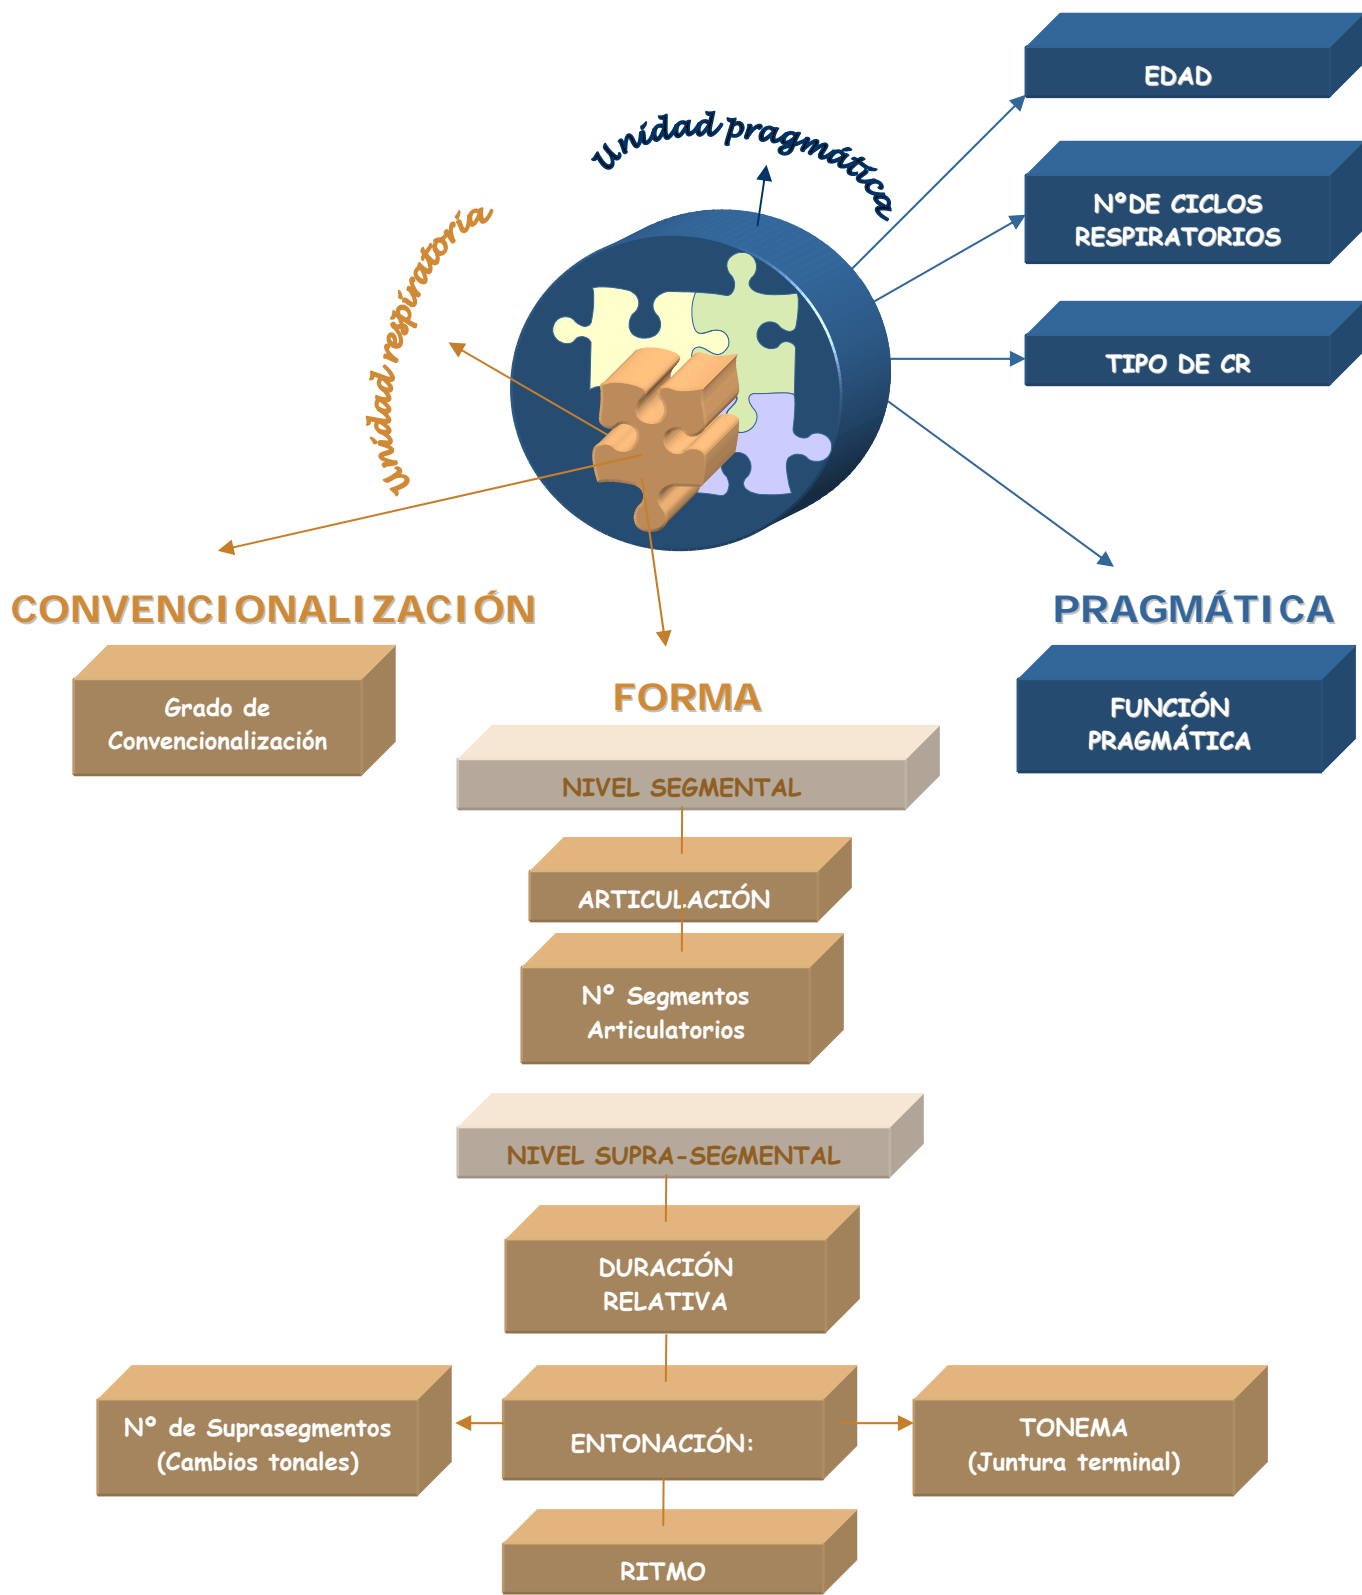 EDAD
Unidad pragmática
NºDE CICLOS
RESPIRATORIOS
Unidad respiratoria
TIPO DE CR
CONVENCIONALIZACIÓN
PRAGMÁTICA
Grado de
Convencionalización
FORMA
FUNCIÓN
PRAGMÁTICA
NIVEL SEGMENTAL
ARTICULACIÓN
Nº Segmentos
Articulatorios
NIVEL SUPRA-SEGMENTAL
DURACIÓN
RELATIVA
Nº de Suprasegmentos
(Cambios tonales)
ENTONACIÓN:
TONEMA
(Juntura terminal)
RITMO